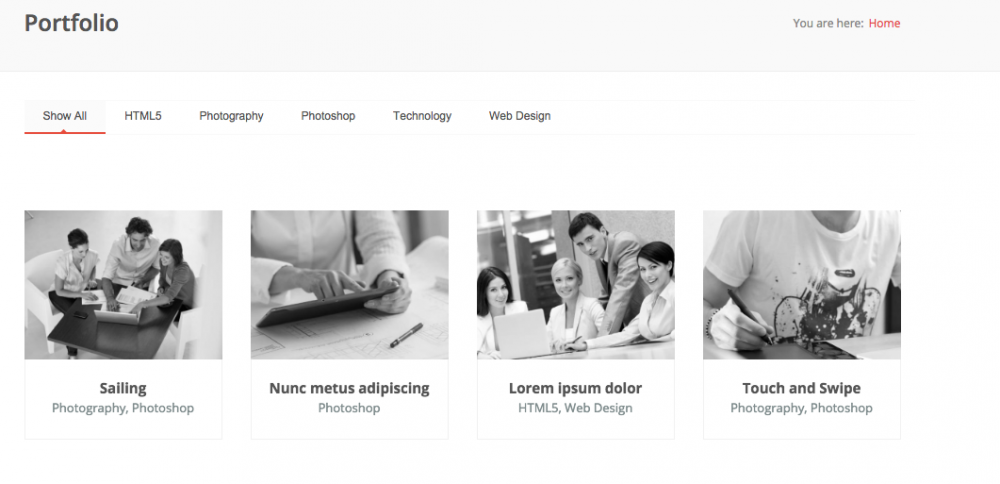 Portfolio
You are here: Home
Show All HTML5 Photography Photoshop Technology Web Design
Sailing
Photography, Photoshop
Nunc metus adipiscing
Photoshop
Lorem ipsum dolor
HTML5, Web Design
Touch and Swipe
Photography, Photoshop